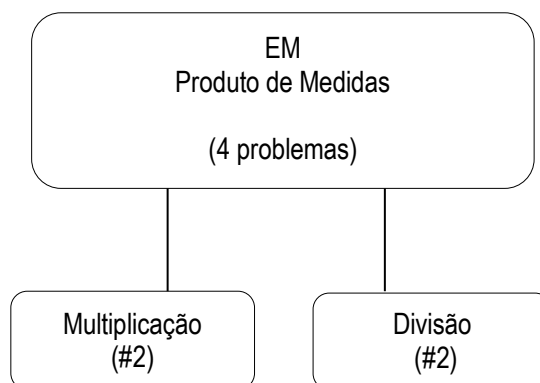 EM
Produto de Medidas
(4 problemas)
Multiplicação
(#2)
Divisão
(#2)